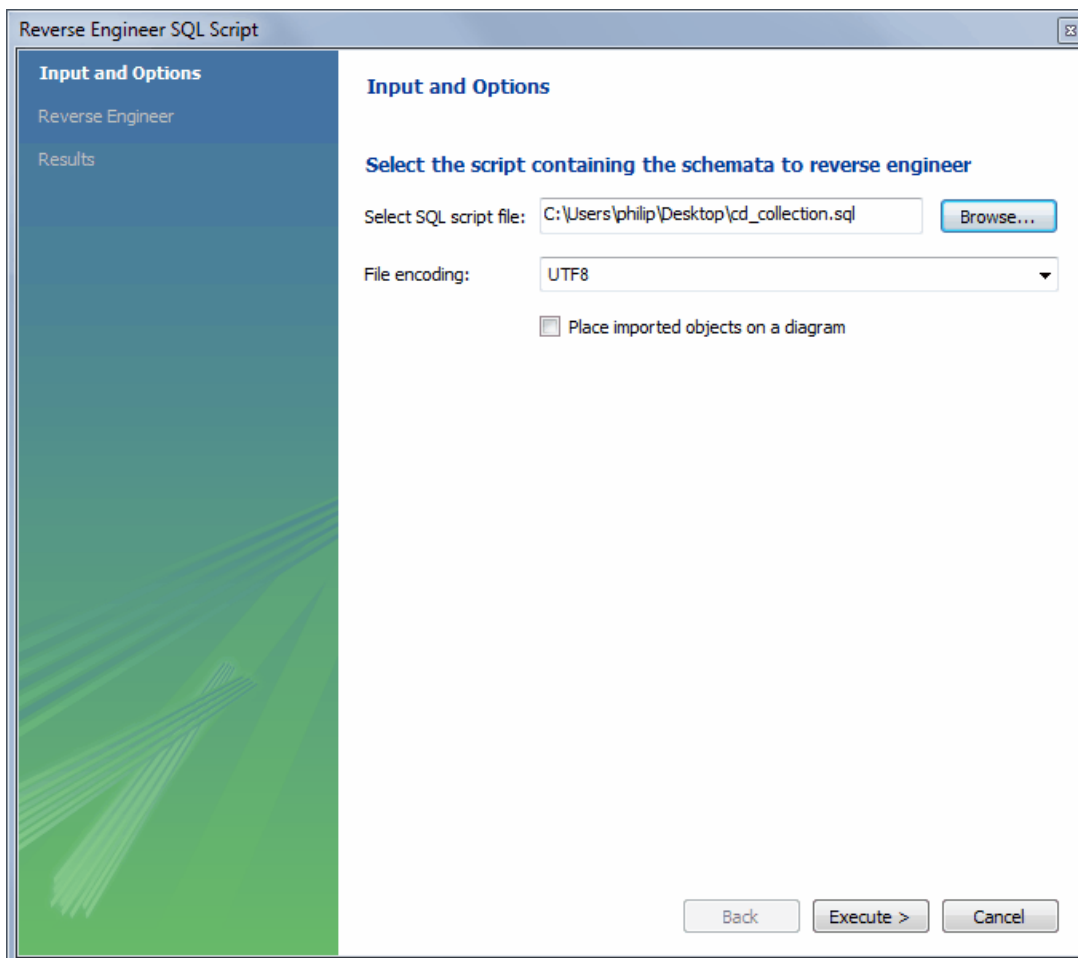 Reverse Engineer SQL Script
Input and Options
Reverse Engineer
Results
Input and Options
Select the script containing the schemata to reverse engineer
Select SQL script file: C:\Users\philip\Desktop\cd_collection.sql Browse...
File encoding: UTF8
Place imported objects on a diagram
Back Execute > Cancel